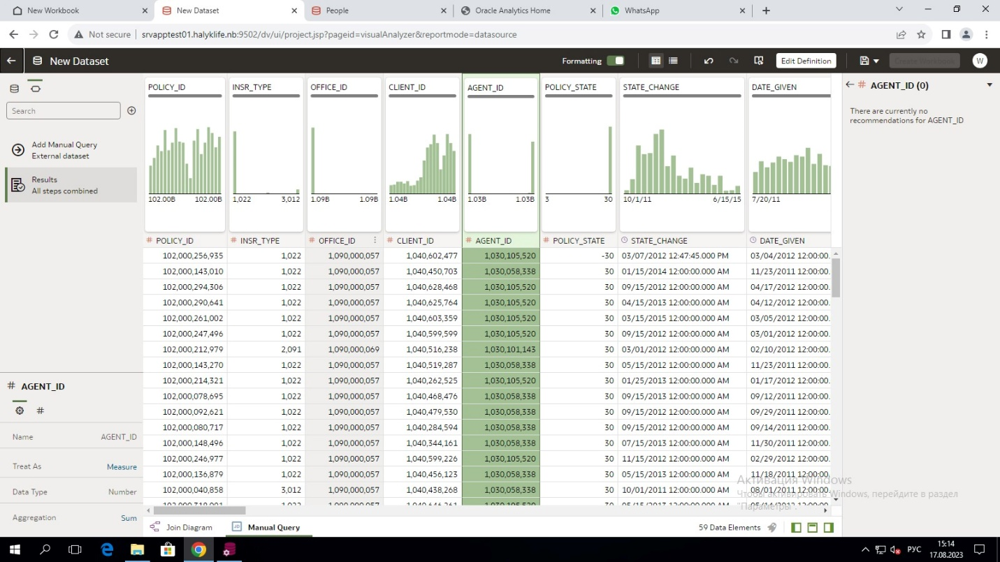 New Workbook
New Dataset
People
Oracle Analytics Home
WhatsApp
Not secure
srvapptest01.halyklife.nb:9502/dv/ui/project.jsp?pageid=visualAnalyzer&reportmode=datasource
New Dataset
Formatting
Edit Definition
Create Workbook
W
Search
Add Manual Query
External dataset
Results
All steps combined
POLICY_ID INSR_TYPE OFFICE_ID CLIENT_ID AGENT_ID POLICY_STATE STATE_CHANGE DATE_GIVEN
102.00B 102.00B 1,022 3,012 1.09B 1.09B 1.04B 1.04B 1.03B 1.03B 3 30 10/1/11 6/15/15 7/20/11
# POLICY_ID # INSR_TYPE # OFFICE_ID # CLIENT_ID # AGENT_ID # POLICY_STATE STATE_CHANGE DATE_GIVEN
102,000,256,935 1,022 1,090,000,057 1,040,602,477 1,030,105,520 -30 03/07/2012 12:47:45.000 PM 03/04/2012 12:00:00.
102,000,143,010 1,022 1,090,000,057 1,040,450,703 1,030,058,338 30 01/15/2014 12:00:00.000 AM 11/23/2011 12:00:00.
102,000,294,306 1,022 1,090,000,057 1,040,628,468 1,030,105,520 30 09/15/2012 12:00:00.000 AM 04/17/2012 12:00:00.
102,000,290,641 1,022 1,090,000,057 1,040,625,764 1,030,105,520 30 04/15/2013 12:00:00.000 AM 04/12/2012 12:00:00.
102,000,261,002 1,022 1,090,000,057 1,040,603,359 1,030,105,520 30 03/15/2015 12:00:00.000 AM 03/05/2012 12:00:00.
102,000,247,496 1,022 1,090,000,057 1,040,599,599 1,030,105,520 30 09/15/2012 12:00:00.000 AM 03/01/2012 12:00:00.
102,000,212,979 2,091 1,090,000,069 1,040,516,238 1,030,101,143 30 03/01/2012 12:00:00.000 AM 02/10/2012 12:00:00.
102,000,143,270 1,022 1,090,000,057 1,040,519,287 1,030,058,338 30 05/15/2012 12:00:00.000 AM 11/23/2011 12:00:00.
102,000,214,321 1,022 1,090,000,057 1,040,262,525 1,030,105,520 30 01/25/2013 12:00:00.000 AM 01/17/2012 12:00:00.
102,000,078,695 1,022 1,090,000,057 1,040,468,476 1,030,058,338 30 09/15/2013 12:00:00.000 AM 09/12/2011 12:00:00.
102,000,092,621 1,022 1,090,000,057 1,040,479,530 1,030,058,338 30 09/15/2012 12:00:00.000 AM 09/29/2011 12:00:00.
102,000,080,717 1,022 1,090,000,057 1,040,284,594 1,030,058,338 30 09/15/2012 12:00:00.000 AM 09/14/2011 12:00:00.
102,000,148,496 1,022 1,090,000,057 1,040,344,161 1,030,058,338 30 07/15/2013 12:00:00.000 AM 11/30/2011 12:00:00.
102,000,246,977 1,022 1,090,000,057 1,040,599,226 1,030,105,520 30 11/15/2012 12:00:00.000 AM 02/29/2012 12:00:00.
102,000,136,879 1,022 1,090,000,057 1,040,456,123 1,030,058,338 30 05/15/2013 12:00:00.000 AM 11/18/2011 12:00:00.
102,000,040,858 3,012 1,090,000,057 1,040,438,268 1,030,058,338 30 10/01/2011 12:00:00.000 AM 08/01/2011 12:00:00.
# AGENT_ID (0)
There are currently no
recommendations for AGENT_ID
# AGENT_ID
#
Name AGENT_ID
Treat As Measure
Data Type Number
Aggregation Sum
Активация Windows
Чтобы активировать Windows, перейдите в раздел
"Параметры".
Join Diagram
Manual Query
59 Data Elements
РУС
15:14
17.08.2023